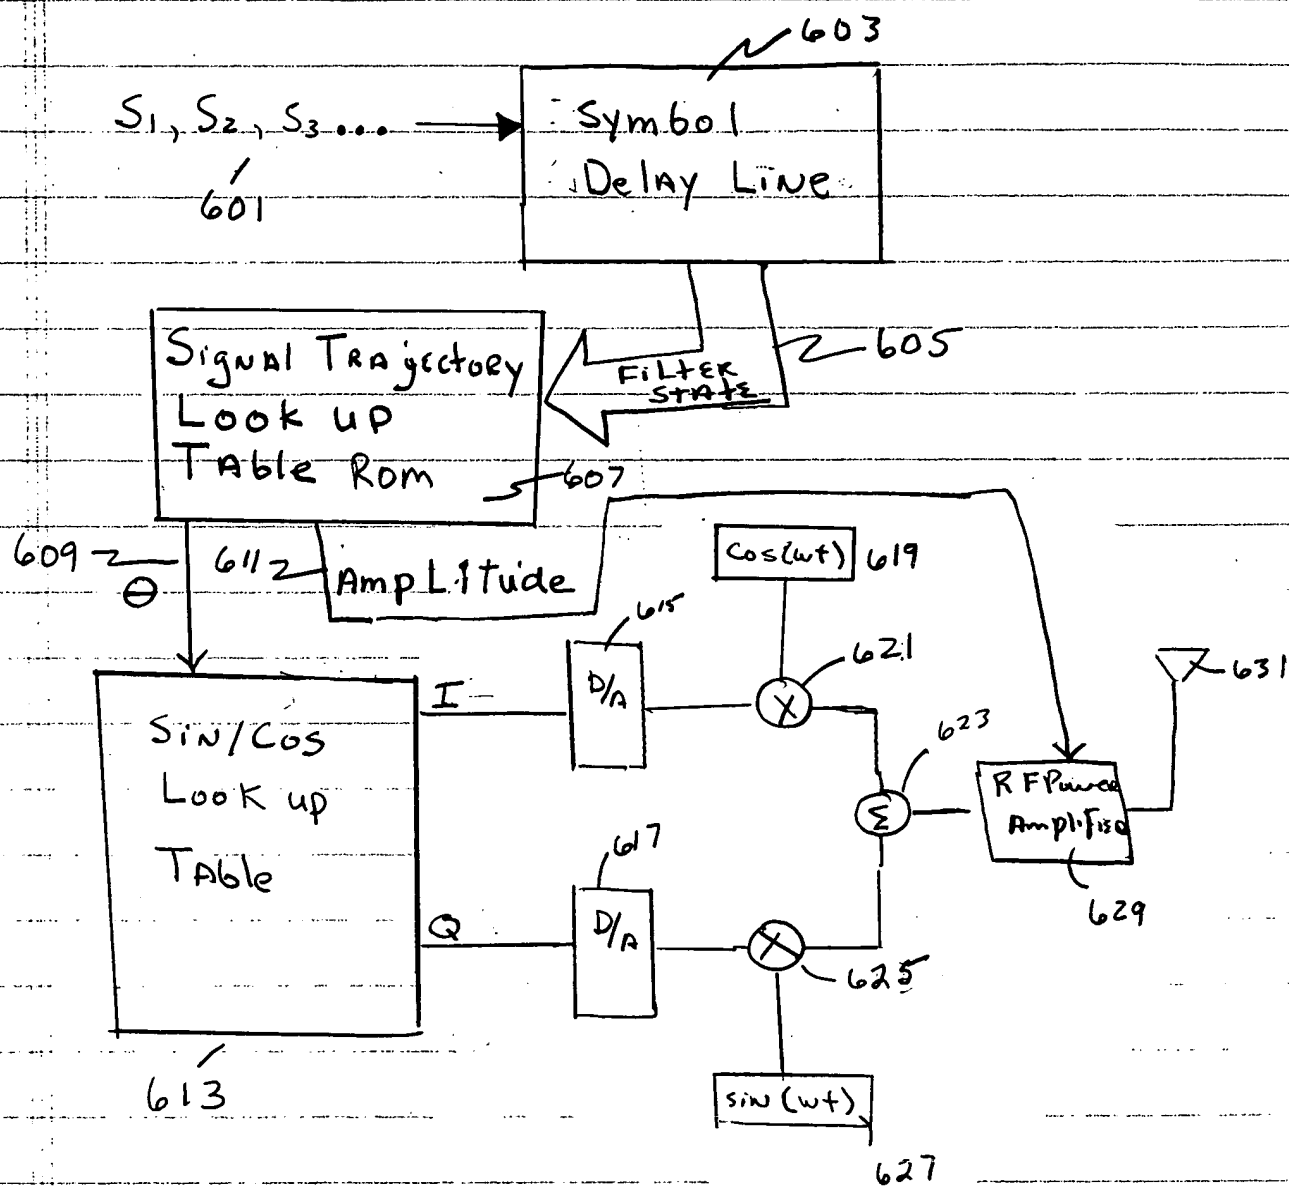 603
S1, S2, S3 ...
601
Symbol
Delay Line
605
Filter
State
Signal Trajectory
Look up
Table Rom
607
609
Θ
611
Amplitude
Cos(wt)
619
615
D/A
621
631
I
Sin/Cos
Look up
Table
X
623
Σ
RF Power
Amplifier
629
617
Q
D/A
X
625
613
sin(wt)
627